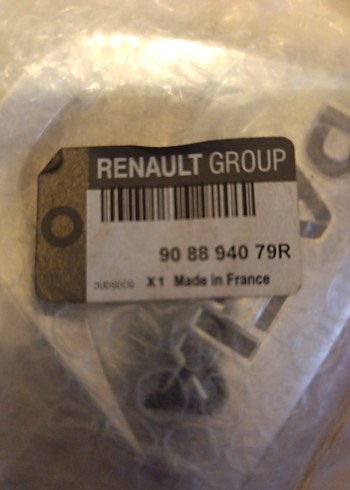 RENAULT GROUP
90 88 940 79R
X1 Made in France